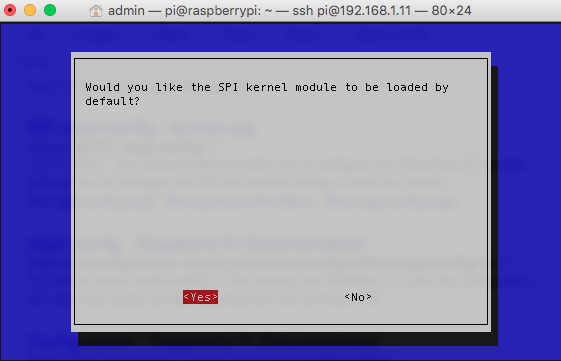 admin — pi@raspberrypi: ~ — ssh pi@192.168.1.11 — 80×24
Would you like the SPI kernel module to be loaded by
default?
<Yes> <No>